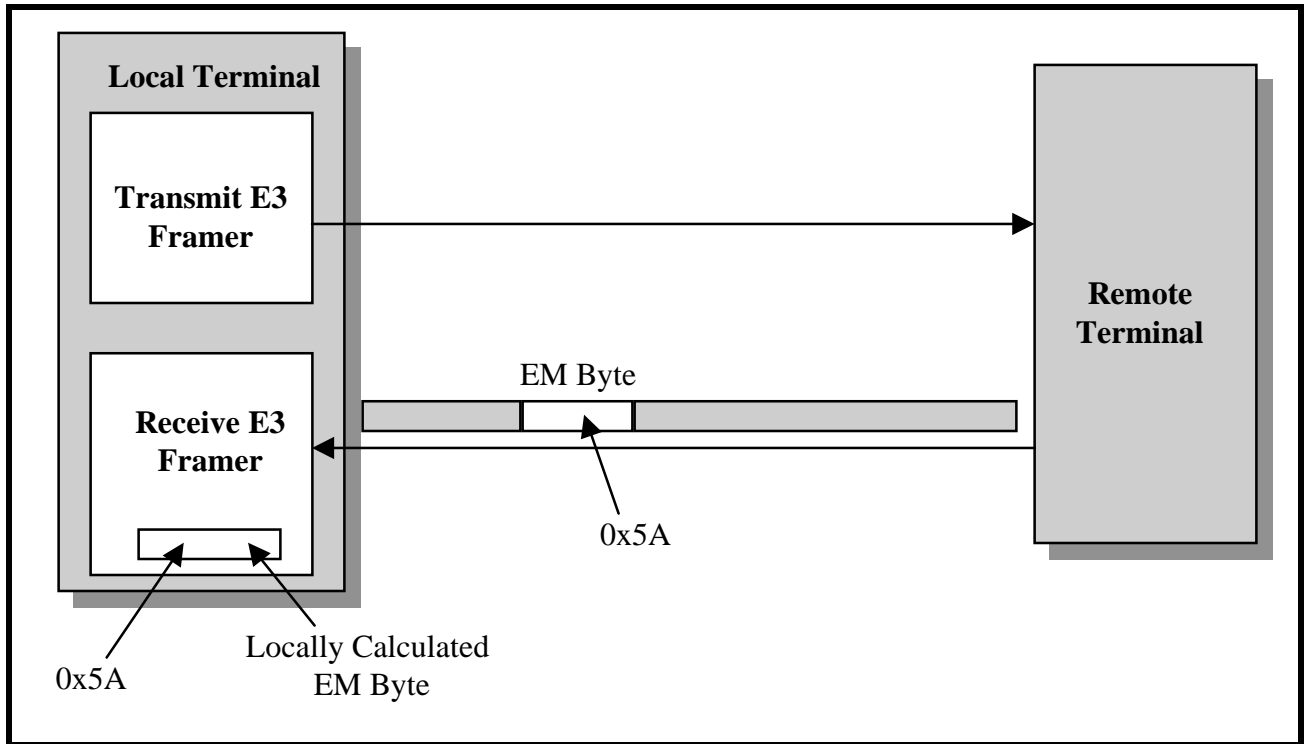 Local Terminal
Transmit E3
Framer
Remote
Terminal
EM Byte
Receive E3
Framer
0x5A
Locally Calculated
EM Byte
0x5A